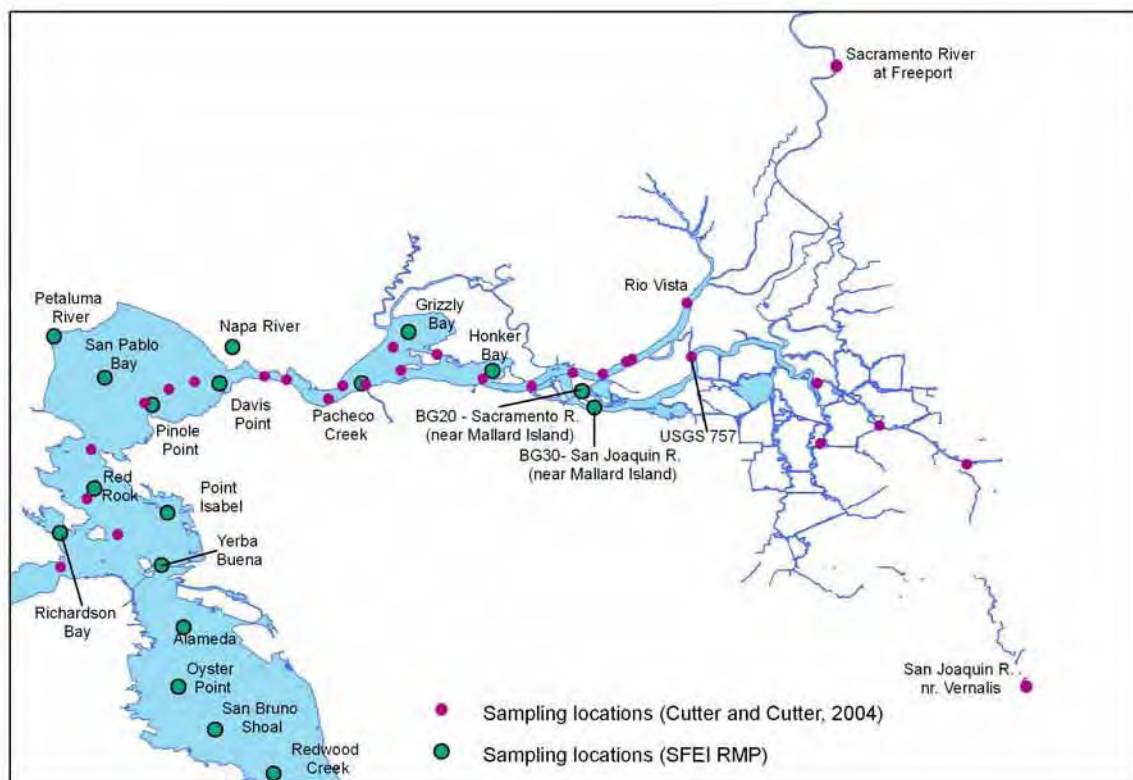 Sacramento River
at Freeport
Rio Vista
Grizzly
Bay
Petaluma
River
Napa River
Honker
Bay
San Pablo
Bay
Davis
Point
Pacheco
Creek
BG20 - Sacramento R.
(near Mallard Island)
USGS 757
Pinole
Point
BG30- San Joaquin R.
(near Mallard Island)
Red
Rock
Point
Isabel
Yerba
Buena
Richardson
Bay
Alameda
Oyster
Point
San Joaquin R.
nr. Vernalis
San Bruno
Shoal
Sampling locations (Cutter and Cutter, 2004)
Redwood
Creek
Sampling locations (SFEI RMP)